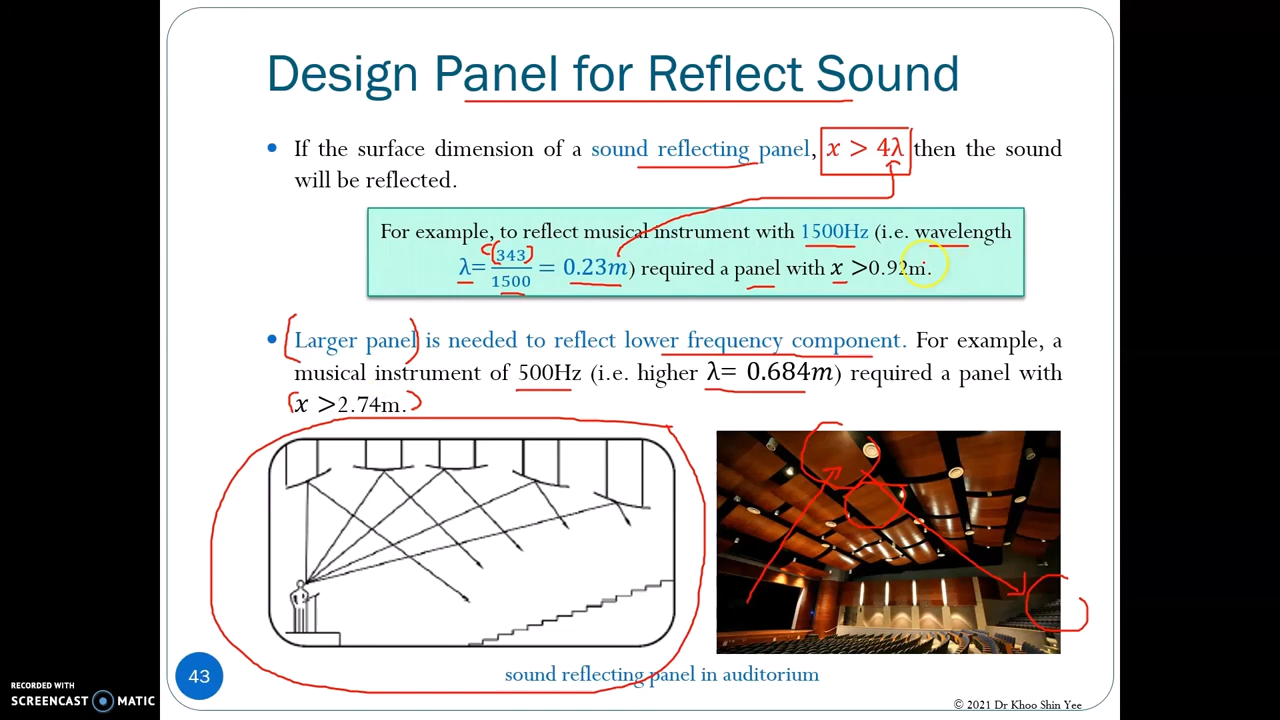 Design Panel for Reflect Sound
• If the surface dimension of a sound reflecting panel, x > 4λ then the sound
will be reflected.
For example, to reflect musical instrument with 1500Hz (i.e. wavelength
λ= 343/1500 = 0.23m) required a panel with x >0.92m.
• Larger panel is needed to reflect lower frequency component. For example, a
musical instrument of 500Hz (i.e. higher λ= 0.684m) required a panel with
x >2.74m.
sound reflecting panel in auditorium
43
RECORDED WITH
SCREENCAST MATIC
© 2021 Dr Khoo Shin Yee